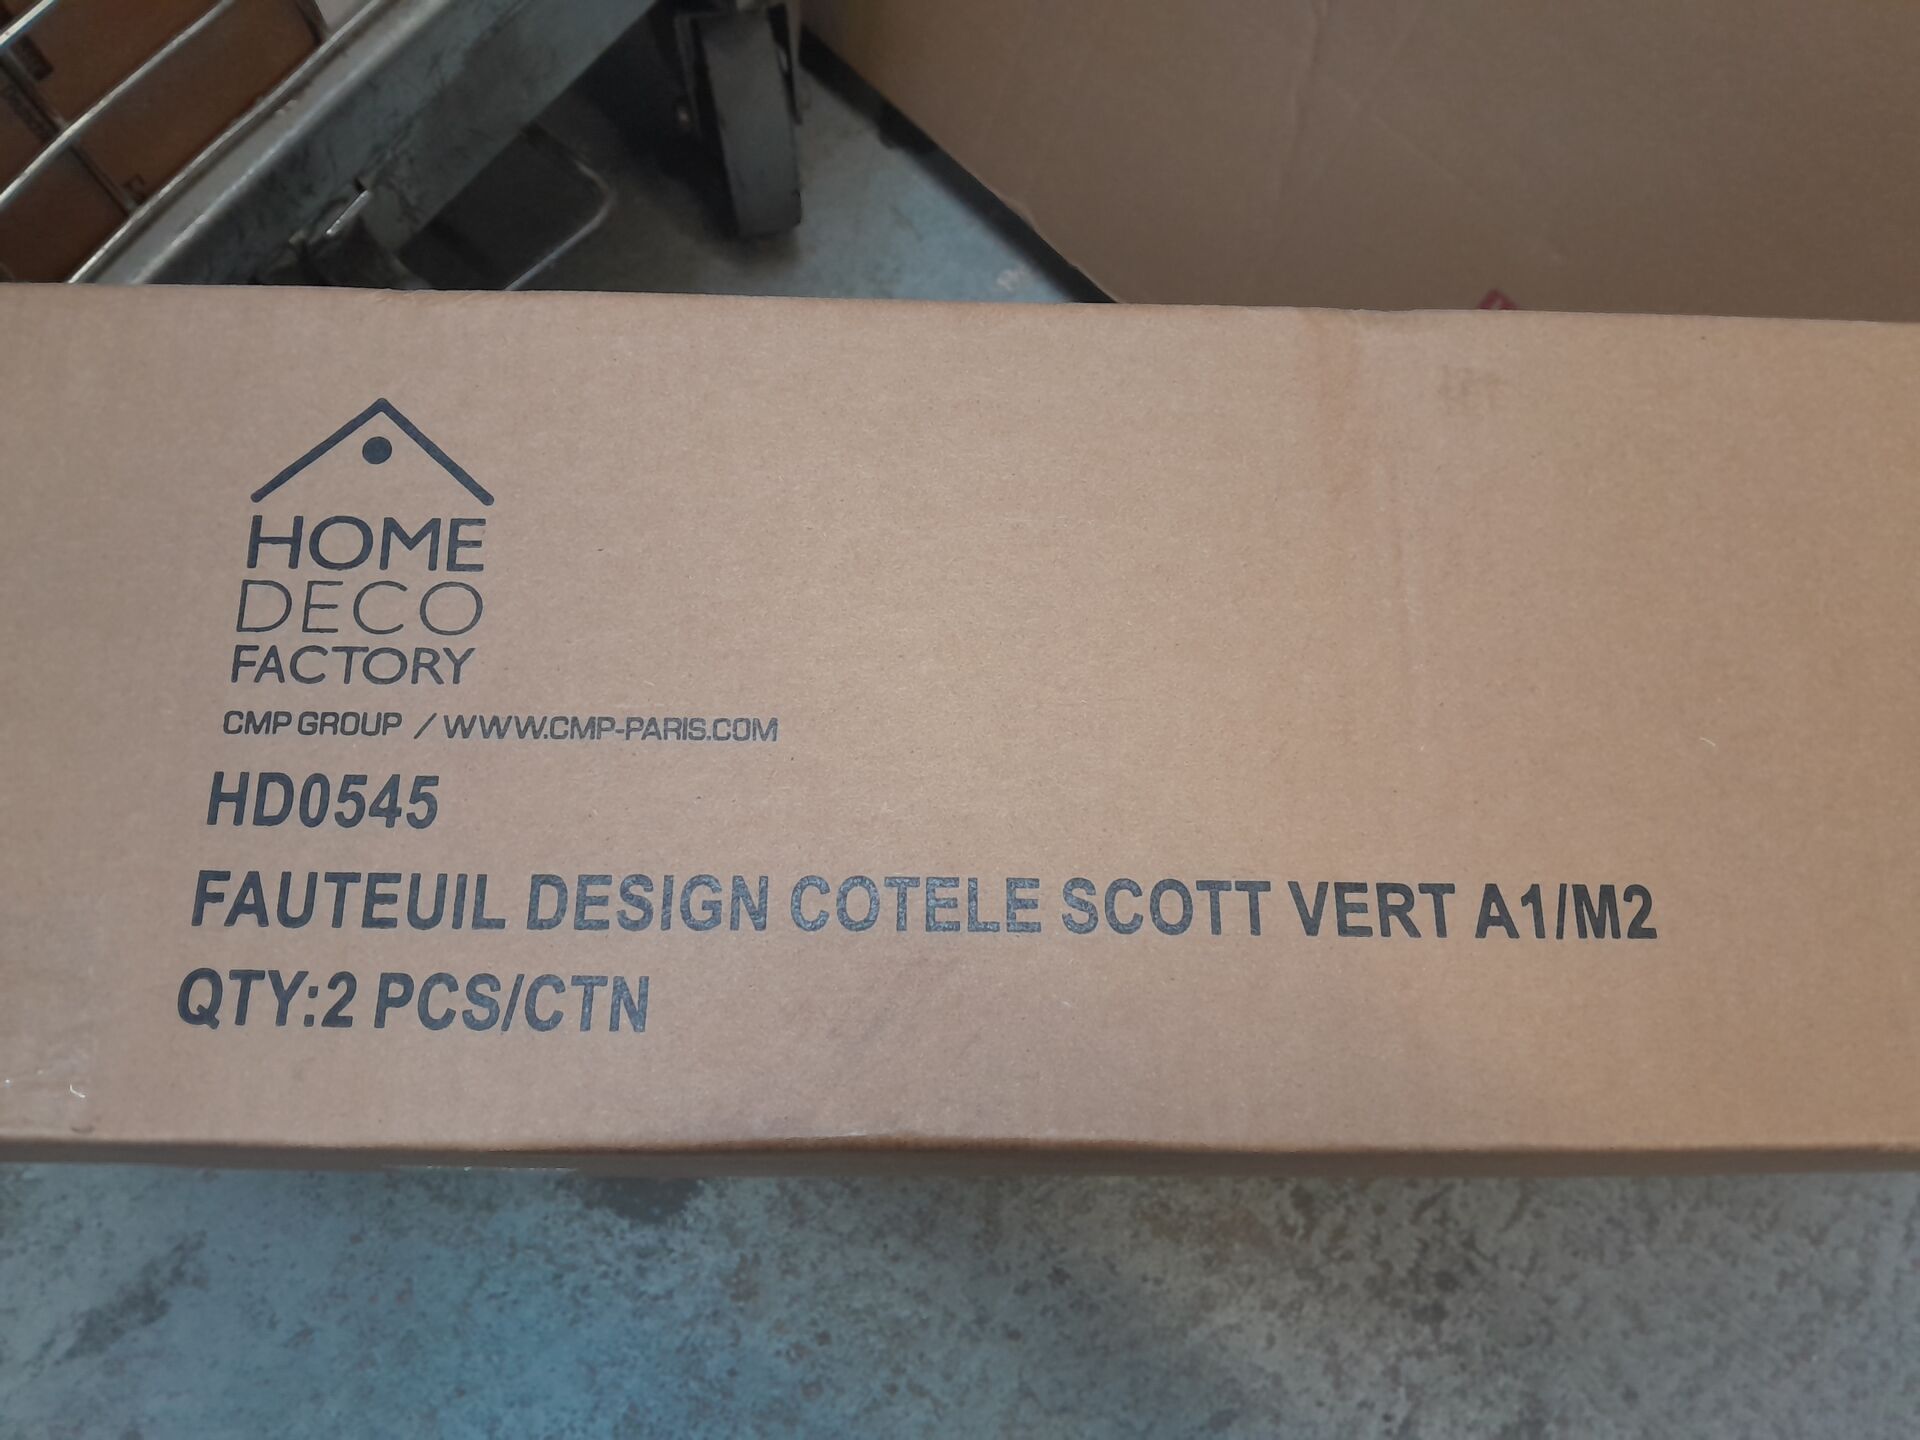 HOME
DECO
FACTORY
CMP GROUP / WWW.CMP-PARIS.COM
HD0545
FAUTEUIL DESIGN COTELE SCOTT VERT A1/M2
QTY:2 PCS/CTN